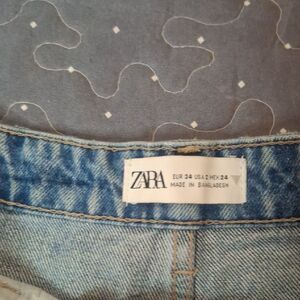 ZARA
EUR 34 USA 2 MEX 24
MADE IN BANGLADESH